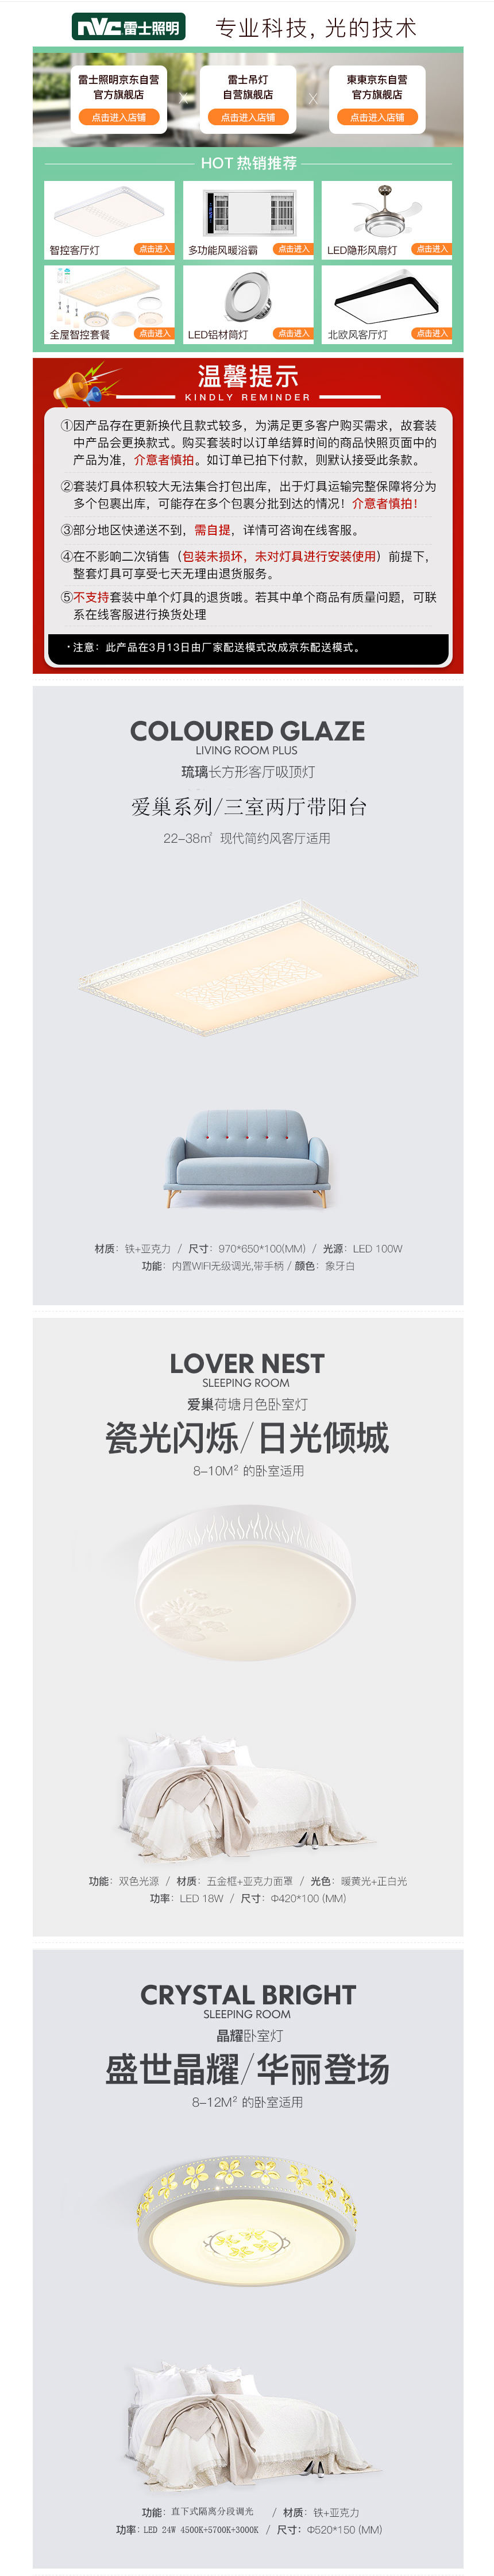 nvc 雷士照明 专业科技, 光的技术
雷士照明京东自营
官方旗舰店
点击进入店铺
X
雷士吊灯
自营旗舰店
点击进入店铺
X
東東京东自营
官方旗舰店
点击进入店铺
HOT 热销推荐
智控客厅灯 点击进入
多功能风暖浴霸 点击进入
LED隐形风扇灯 点击进入
全屋智控套餐 点击进入
LED铝材筒灯 点击进入
北欧风客厅灯 点击进入
温馨提示
KINDLY REMINDER
①因产品存在更新换代且款式较多，为满足更多客户购买需求，故套装
中产品会更换款式。购买套装时以订单结算时间的商品快照页面中的
产品为准，介意者慎拍。如订单已拍下付款，则默认接受此条款。
②套装灯具体积较大无法集合打包出库，出于灯具运输完整保障将分为
多个包裹出库，可能存在多个包裹分批到达的情况！介意者慎拍！
③部分地区快递送不到，需自提，详情可咨询在线客服。
④在不影响二次销售（包装未损坏，未对灯具进行安装使用）前提下，
整套灯具可享受七天无理由退货服务。
⑤不支持套装中单个灯具的退货哦。若其中单个商品有质量问题，可联
系在线客服进行换货处理
·注意：此产品在3月13日由厂家配送模式改成京东配送模式。
COLOURED GLAZE
LIVING ROOM PLUS
琉璃长方形客厅吸顶灯
爱巢系列/三室两厅带阳台
22-38㎡ 现代简约风客厅适用
材质：铁+亚克力 / 尺寸：970*650*100(MM) / 光源：LED 100W
功能：内置WIFI无级调光,带手柄 / 颜色：象牙白
LOVER NEST
SLEEPING ROOM
爱巢荷塘月色卧室灯
瓷光闪烁/日光倾城
8-10M² 的卧室适用
功能：双色光源 / 材质：五金框+亚克力面罩 / 光色：暖黄光+正白光
功率：LED 18W / 尺寸：Φ420*100 (MM)
CRYSTAL BRIGHT
SLEEPING ROOM
晶耀卧室灯
盛世晶耀/华丽登场
8-12M² 的卧室适用
功能：直下式隔离分段调光 / 材质：铁+亚克力
功率：LED 24W 4500K+5700K+3000K / 尺寸：Φ520*150 (MM)